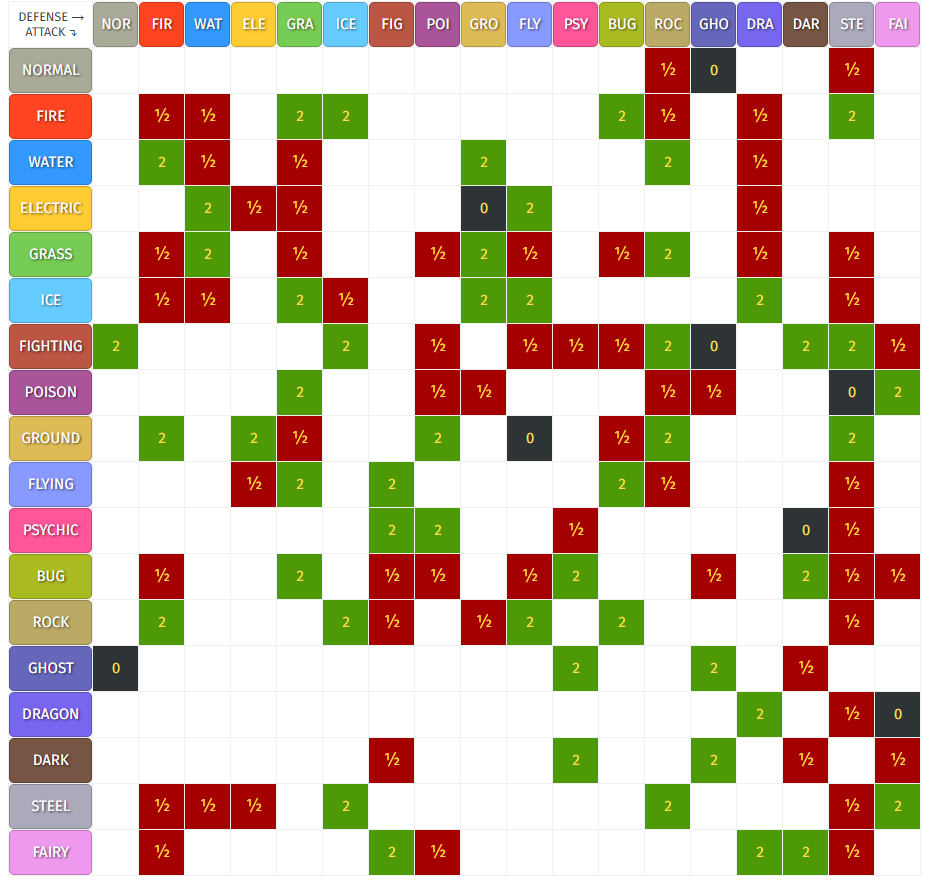 DEFENSE → NOR FIR WAT ELE GRA ICE FIG POI GRO FLY PSY BUG ROC GHO DRA DAR STE FAI
ATTACK ↴
NORMAL ½ 0 ½
FIRE ½ ½ 2 2 2 ½ ½ 2
WATER 2 ½ ½ 2 2 ½
ELECTRIC 2 ½ ½ 0 2 ½
GRASS ½ 2 ½ ½ 2 ½ ½ 2 ½ ½
ICE ½ ½ 2 ½ 2 2 2 ½
FIGHTING 2 2 ½ ½ ½ ½ 2 0 2 2 ½
POISON 2 ½ ½ ½ ½ 0 2
GROUND 2 2 ½ 2 0 ½ 2 2
FLYING ½ 2 2 2 ½ ½
PSYCHIC 2 2 ½ 0 ½
BUG ½ 2 ½ ½ ½ 2 ½ 2 ½ ½
ROCK 2 2 ½ ½ 2 2 ½
GHOST 0 2 2 ½
DRAGON 2 ½ 0
DARK ½ 2 2 ½ ½
STEEL ½ ½ ½ 2 2 ½ 2
FAIRY ½ 2 ½ 2 2 ½